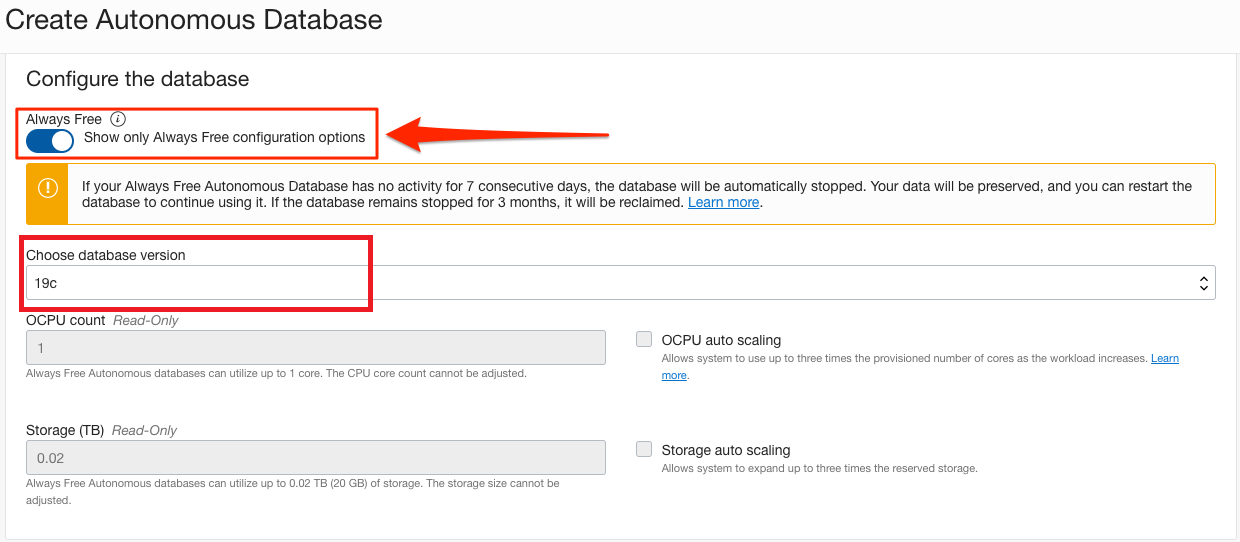 Create Autonomous Database
Configure the database
Always Free
Show only Always Free configuration options
If your Always Free Autonomous Database has no activity for 7 consecutive days, the database will be automatically stopped. Your data will be preserved, and you can restart the
database to continue using it. If the database remains stopped for 3 months, it will be reclaimed. Learn more.
Choose database version
19c
OCPU count Read-Only
1
Always Free Autonomous databases can utilize up to 1 core. The CPU core count cannot be adjusted.
OCPU auto scaling
Allows system to use up to three times the provisioned number of cores as the workload increases. Learn
more.
Storage (TB) Read-Only
0.02
Always Free Autonomous databases can utilize up to 0.02 TB (20 GB) of storage. The storage size cannot be
adjusted.
Storage auto scaling
Allows system to expand up to three times the reserved storage.